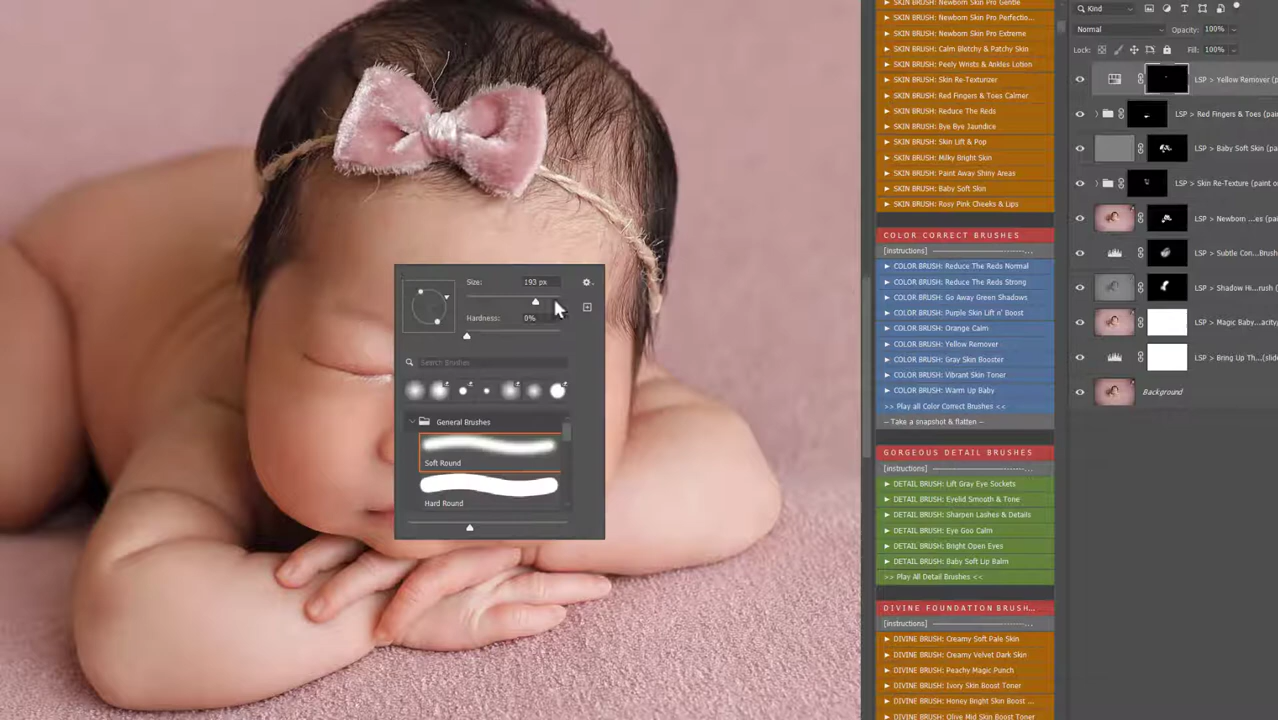 Size:
193 px
Hardness:
0%
Search Brushes
General Brushes
Soft Round
Hard Round
SKIN BRUSH: Newborn Skin Pro Gentle
SKIN BRUSH: Newborn Skin Pro Perfectio...
SKIN BRUSH: Newborn Skin Pro Extreme
SKIN BRUSH: Calm Blotchy & Patchy Skin
SKIN BRUSH: Peely Wrists & Ankles Lotion
SKIN BRUSH: Skin Re-Texturizer
SKIN BRUSH: Red Fingers & Toes Calmer
SKIN BRUSH: Reduce The Reds
SKIN BRUSH: Bye Bye Jaundice
SKIN BRUSH: Skin Lift & Pop
SKIN BRUSH: Milky Bright Skin
SKIN BRUSH: Paint Away Shiny Areas
SKIN BRUSH: Baby Soft Skin
SKIN BRUSH: Rosy Pink Cheeks & Lips
COLOR CORRECT BRUSHES
[instructions] ----------------------...
COLOR BRUSH: Reduce The Reds Normal
COLOR BRUSH: Reduce The Reds Strong
COLOR BRUSH: Go Away Green Shadows
COLOR BRUSH: Purple Skin Lift n' Boost
COLOR BRUSH: Orange Calm
COLOR BRUSH: Yellow Remover
COLOR BRUSH: Gray Skin Booster
COLOR BRUSH: Vibrant Skin Toner
COLOR BRUSH: Warm Up Baby
>> Play all Color Correct Brushes <<
-- Take a snapshot & flatten --
GORGEOUS DETAIL BRUSHES
[instructions] ----------------------...
DETAIL BRUSH: Lift Gray Eye Sockets
DETAIL BRUSH: Eyelid Smooth & Tone
DETAIL BRUSH: Sharpen Lashes & Details
DETAIL BRUSH: Eye Goo Calm
DETAIL BRUSH: Bright Open Eyes
DETAIL BRUSH: Baby Soft Lip Balm
>> Play All Detail Brushes <<
DIVINE FOUNDATION BRUSH...
[instructions] ----------------------...
DIVINE BRUSH: Creamy Soft Pale Skin
DIVINE BRUSH: Creamy Velvet Dark Skin
DIVINE BRUSH: Peachy Magic Punch
DIVINE BRUSH: Ivory Skin Boost Toner
DIVINE BRUSH: Honey Bright Skin Boost ...
DIVINE BRUSH: Olive Mid Skin Boost Toner
Kind
Normal
Opacity: 100%
Lock:
Fill: 100%
LSP > Yellow Remover (p
LSP > Red Fingers & Toes (pai
LSP > Baby Soft Skin (pa
LSP > Skin Re-Texture (paint o
LSP > Newborn ...es (pai
LSP > Subtle Con...
LSP > Shadow Hi...rush
LSP > Magic Baby...acity
LSP > Bring Up Th...(slide
Background